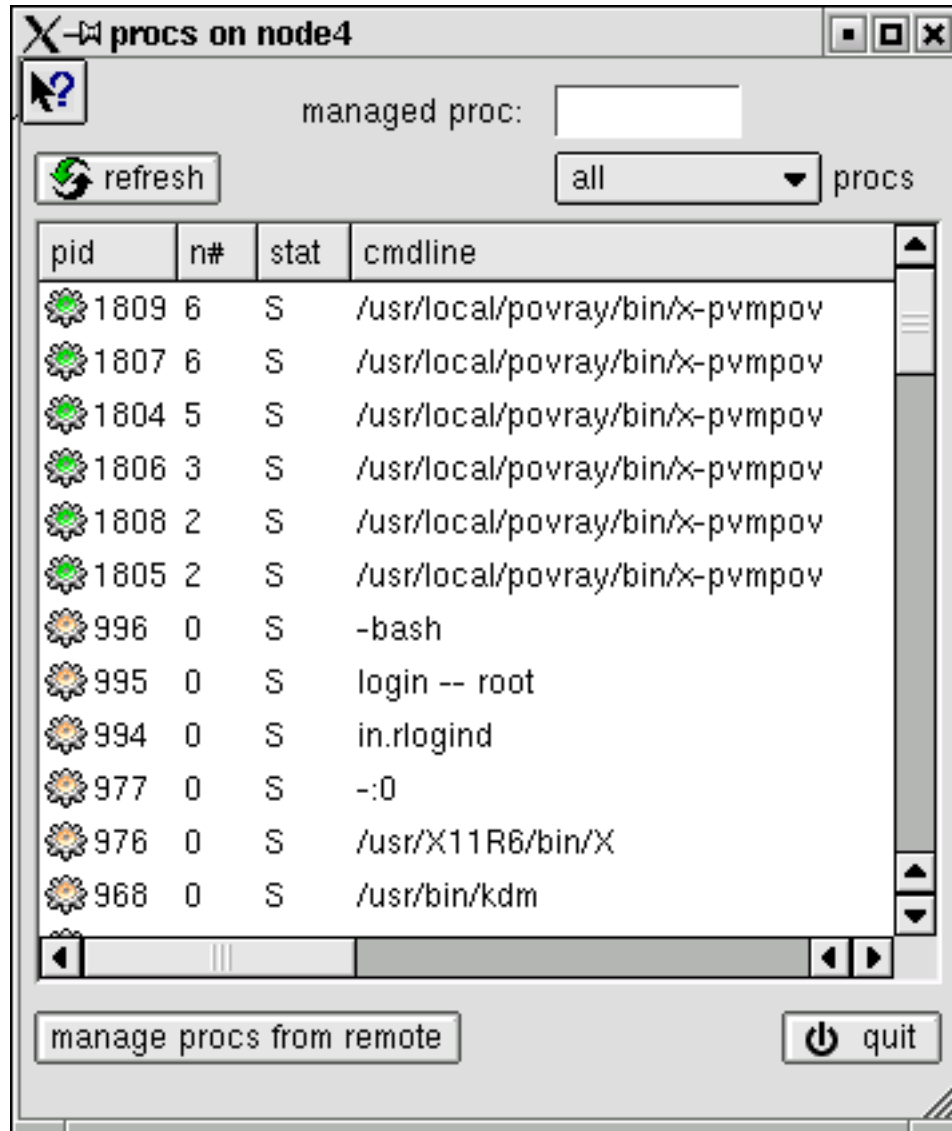 procs on node4
managed proc:
refresh all procs
pid n# stat cmdline
1809 6 S /usr/local/povray/bin/x-pvmpov
1807 6 S /usr/local/povray/bin/x-pvmpov
1804 5 S /usr/local/povray/bin/x-pvmpov
1806 3 S /usr/local/povray/bin/x-pvmpov
1808 2 S /usr/local/povray/bin/x-pvmpov
1805 2 S /usr/local/povray/bin/x-pvmpov
996 0 S -bash
995 0 S login -- root
994 0 S in.rlogind
977 0 S -:0
976 0 S /usr/X11R6/bin/X
968 0 S /usr/bin/kdm
manage procs from remote quit